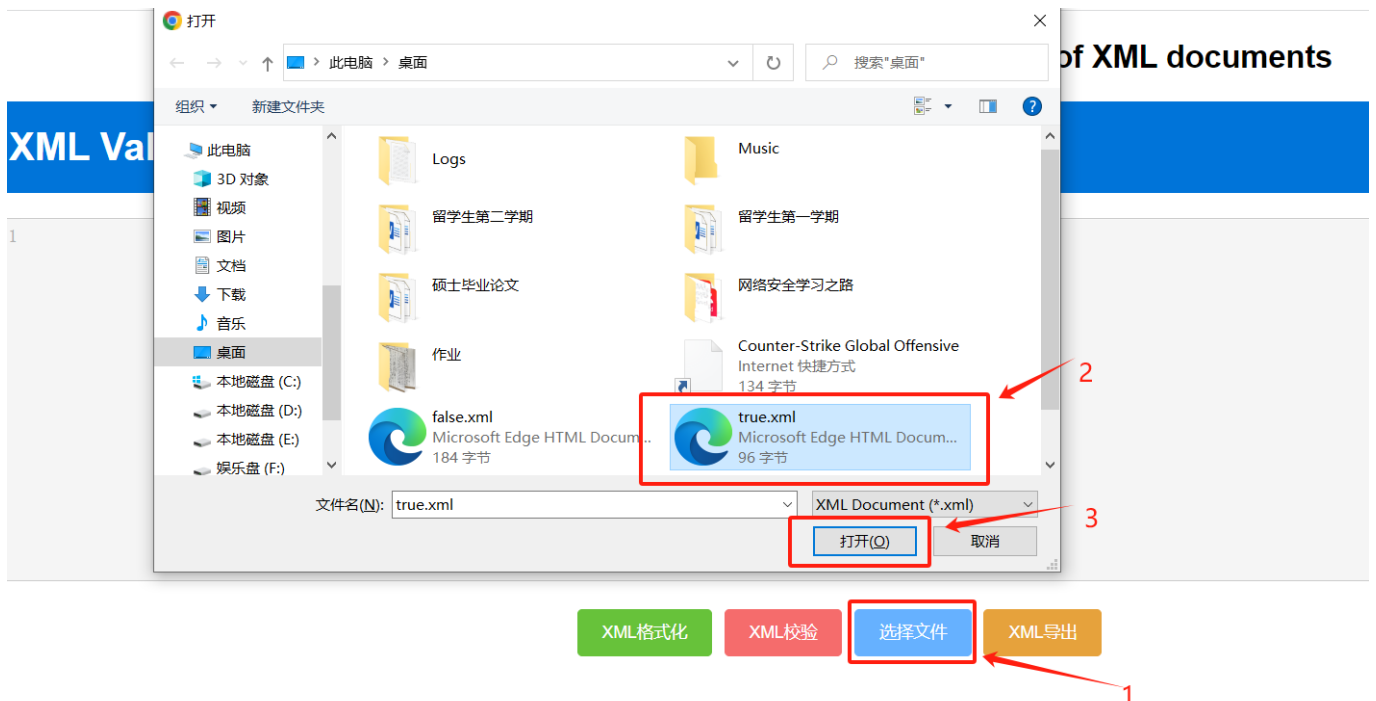 打开
of XML documents
此电脑 > 桌面
搜索"桌面"
组织
新建文件夹
XML Val
1
此电脑
3D 对象
视频
图片
文档
下载
音乐
桌面
本地磁盘 (C:)
本地磁盘 (D:)
本地磁盘 (E:)
娱乐盘 (F:)
Logs
Music
留学生第二学期
留学生第一学期
硕士毕业论文
网络安全学习之路
作业
Counter-Strike Global Offensive
Internet 快捷方式
134 字节
false.xml
Microsoft Edge HTML Docum...
184 字节
true.xml
Microsoft Edge HTML Docum...
96 字节
2
文件名(N):
true.xml
XML Document (*.xml)
3
打开(O)
取消
XML格式化
XML校验
选择文件
XML导出
1